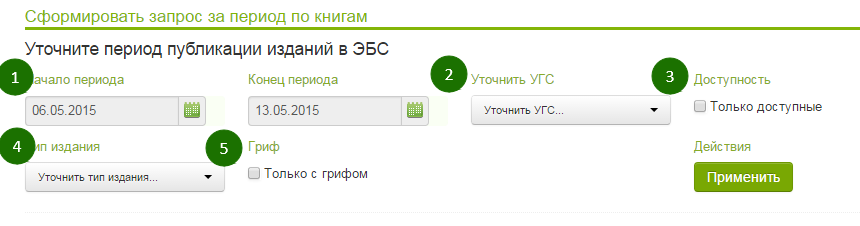 Сформировать запрос за период по книгам
Уточните период публикации изданий в ЭБС
1 ачало периода Конец периода 2 Уточнить УГС 3 Доступность
06.05.2015 13.05.2015 Уточнить УГС... Только доступные
4 ип издания 5 Гриф Действия
Уточнить тип издания... Только с грифом Применить